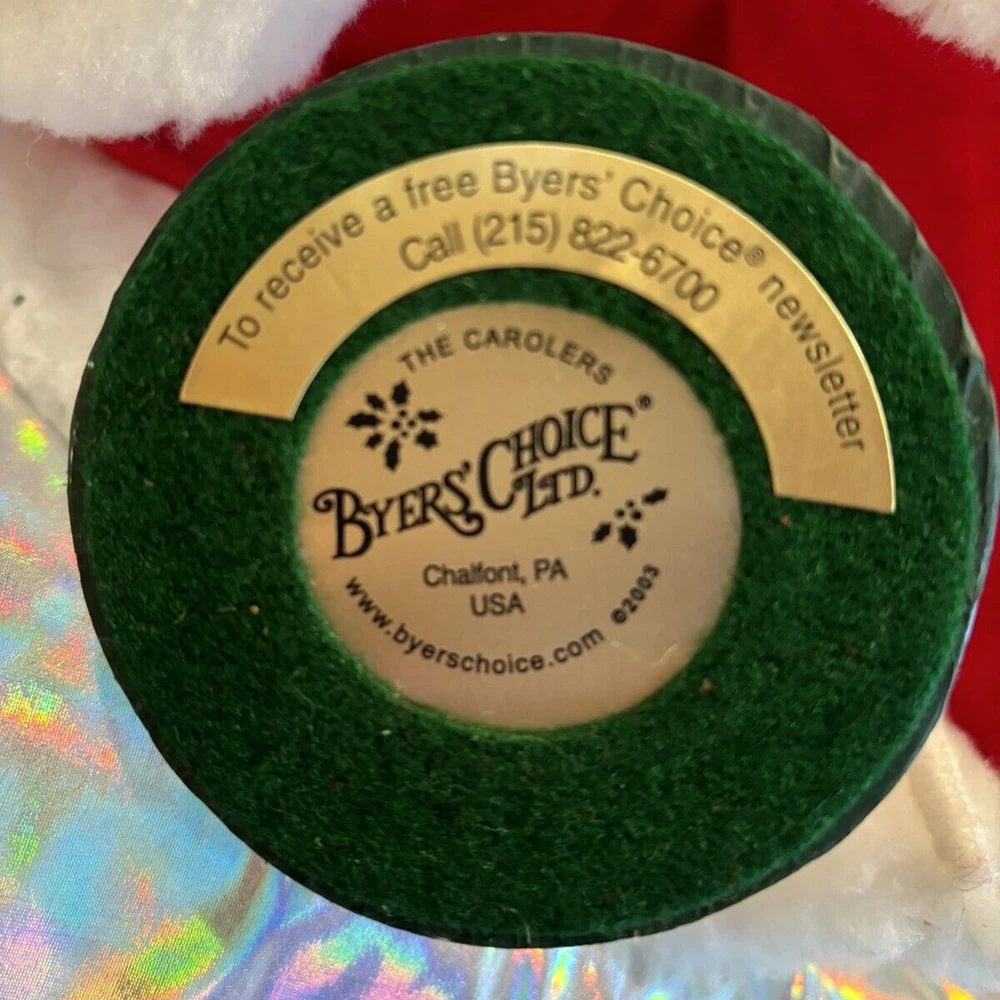 To receive a free Byers' Choice® newsletter
Call (215) 822-6700
THE CAROLERS
BYERS' CHOICE LTD.®
Chalfont, PA
USA
www.byerschoice.com ©2003